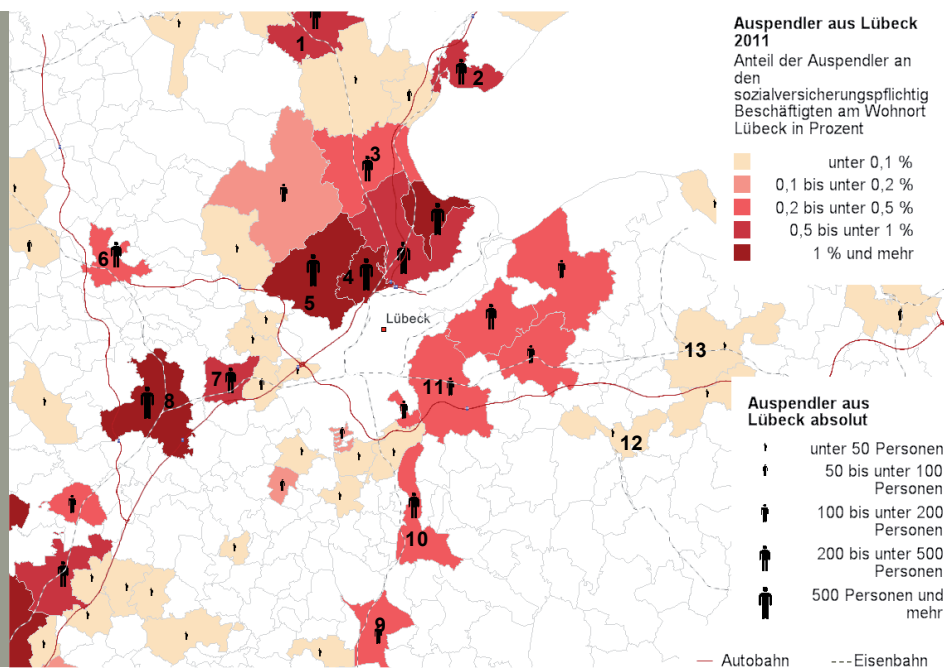 Auspendler aus Lübeck
2011
Anteil der Auspendler an
den
sozialversicherungspflichtig
Beschäftigten am Wohnort
Lübeck in Prozent
unter 0,1 %
0,1 bis unter 0,2 %
0,2 bis unter 0,5 %
0,5 bis unter 1 %
1 % und mehr
1
2
3
6
4
5
Lübeck
13
7
8
11
12
10
9
Auspendler aus
Lübeck absolut
unter 50 Personen
50 bis unter 100
Personen
100 bis unter 200
Personen
200 bis unter 500
Personen
500 Personen und
mehr
Autobahn
Eisenbahn